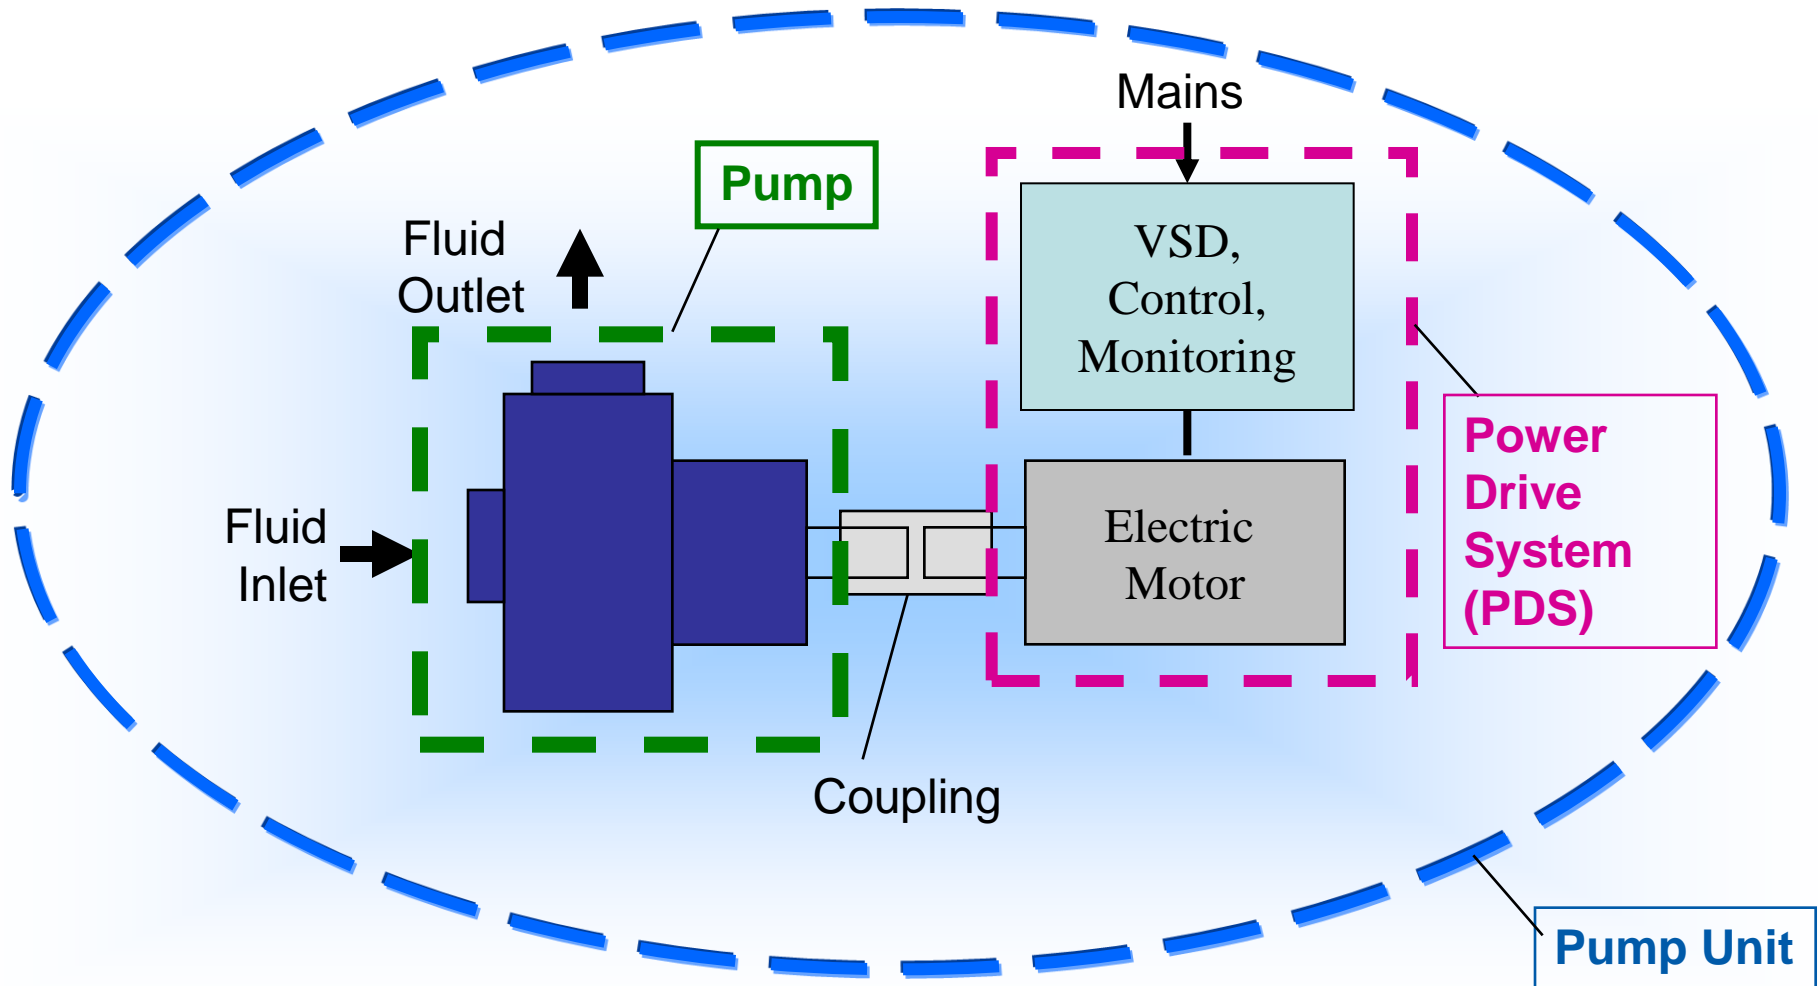 Mains
Pump
Fluid
Outlet
VSD,
Control,
Monitoring
Power
Drive
System
(PDS)
Fluid
Inlet
Electric
Motor
Coupling
Pump Unit